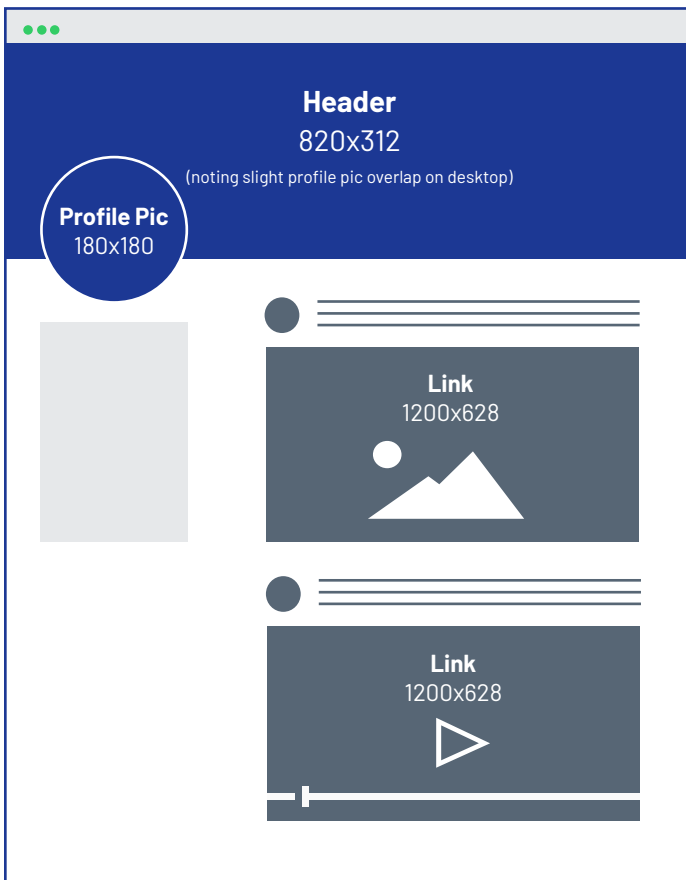 Header
820x312
(noting slight profile pic overlap on desktop)
Profile Pic
180x180
Link
1200x628
Link
1200x628